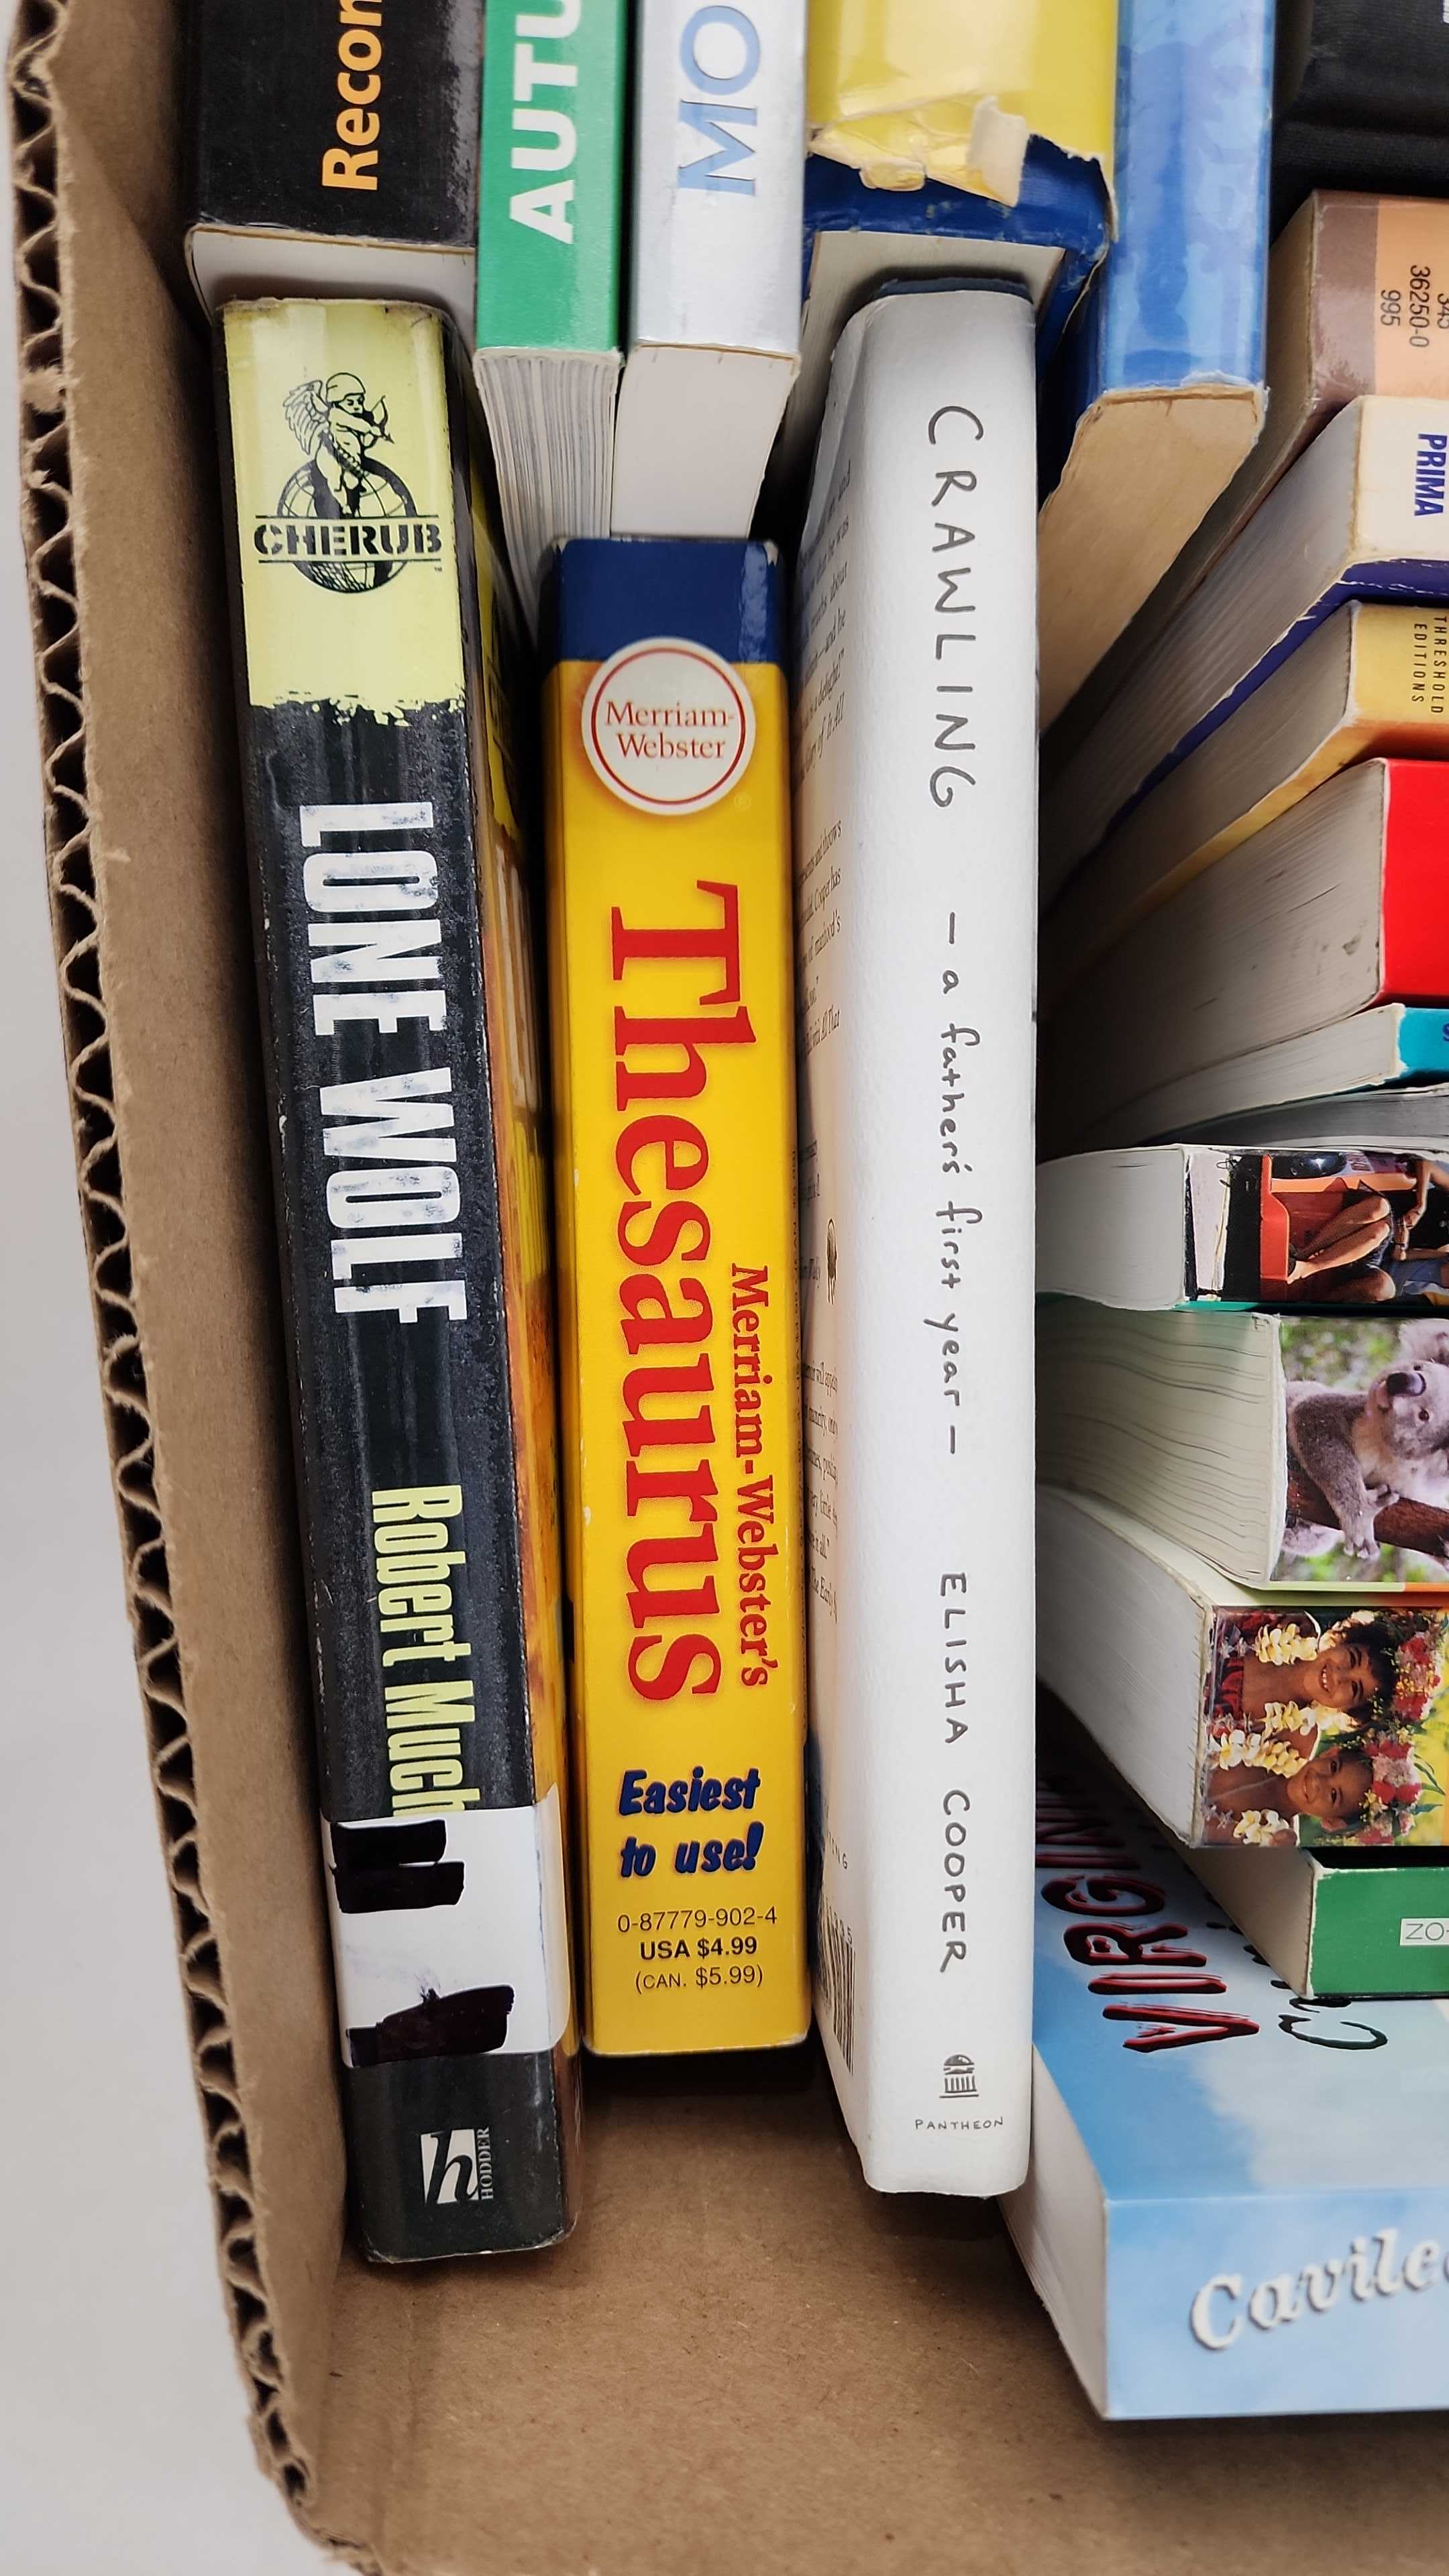 Recon
AUTU
MO
CHERUB
LONE WOLF
Robert Much
h
HODDER
Merriam-
Webster
®
Thesaurus
Merriam-Webster's
Easiest
to use!
0-87779-902-4
USA $4.99
(CAN. $5.99)
CRAWLING
– a father's first year –
ELISHA COOPER
PANTHEON
36250-0
995
PRIMA
THRESHOLD
EDITIONS
VIRGIN
Cavile